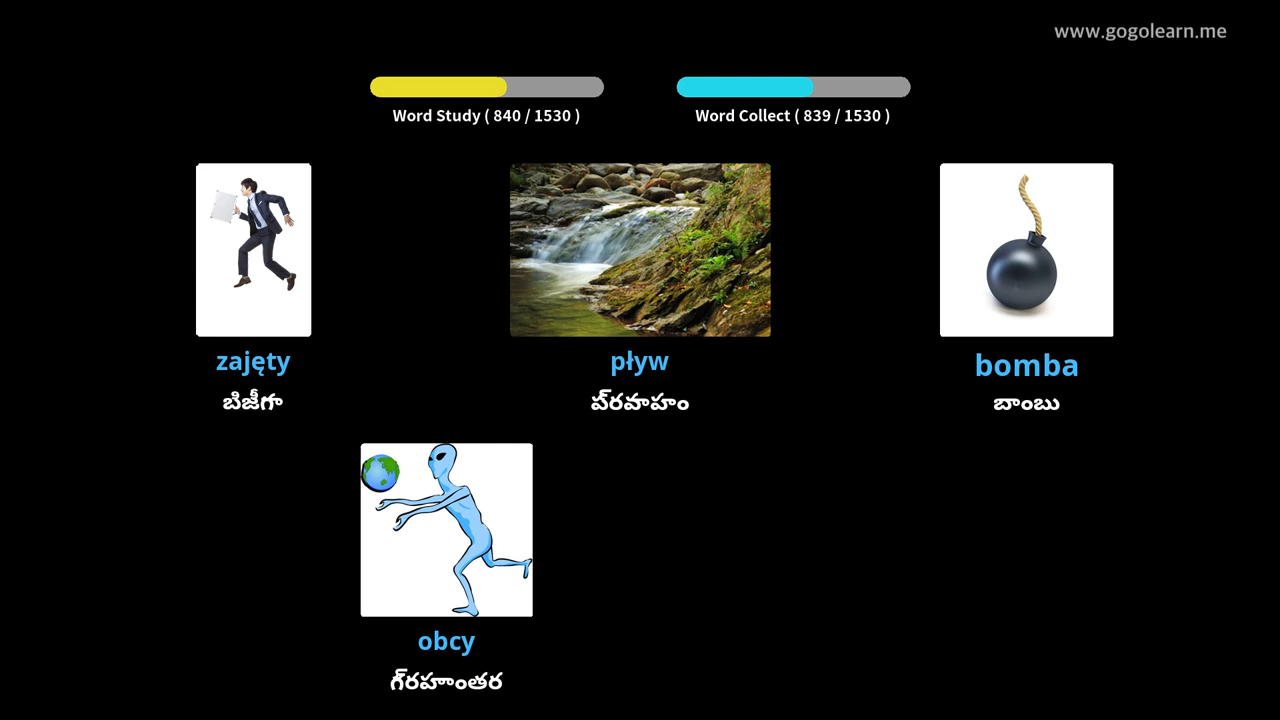 www.gogolearn.me
Word Study ( 840 / 1530 )
Word Collect ( 839 / 1530 )
zajęty
బిజీగా
pływ
ప్‌రవాహం
bomba
బాంబు
obcy
గ్‌రహాంతర